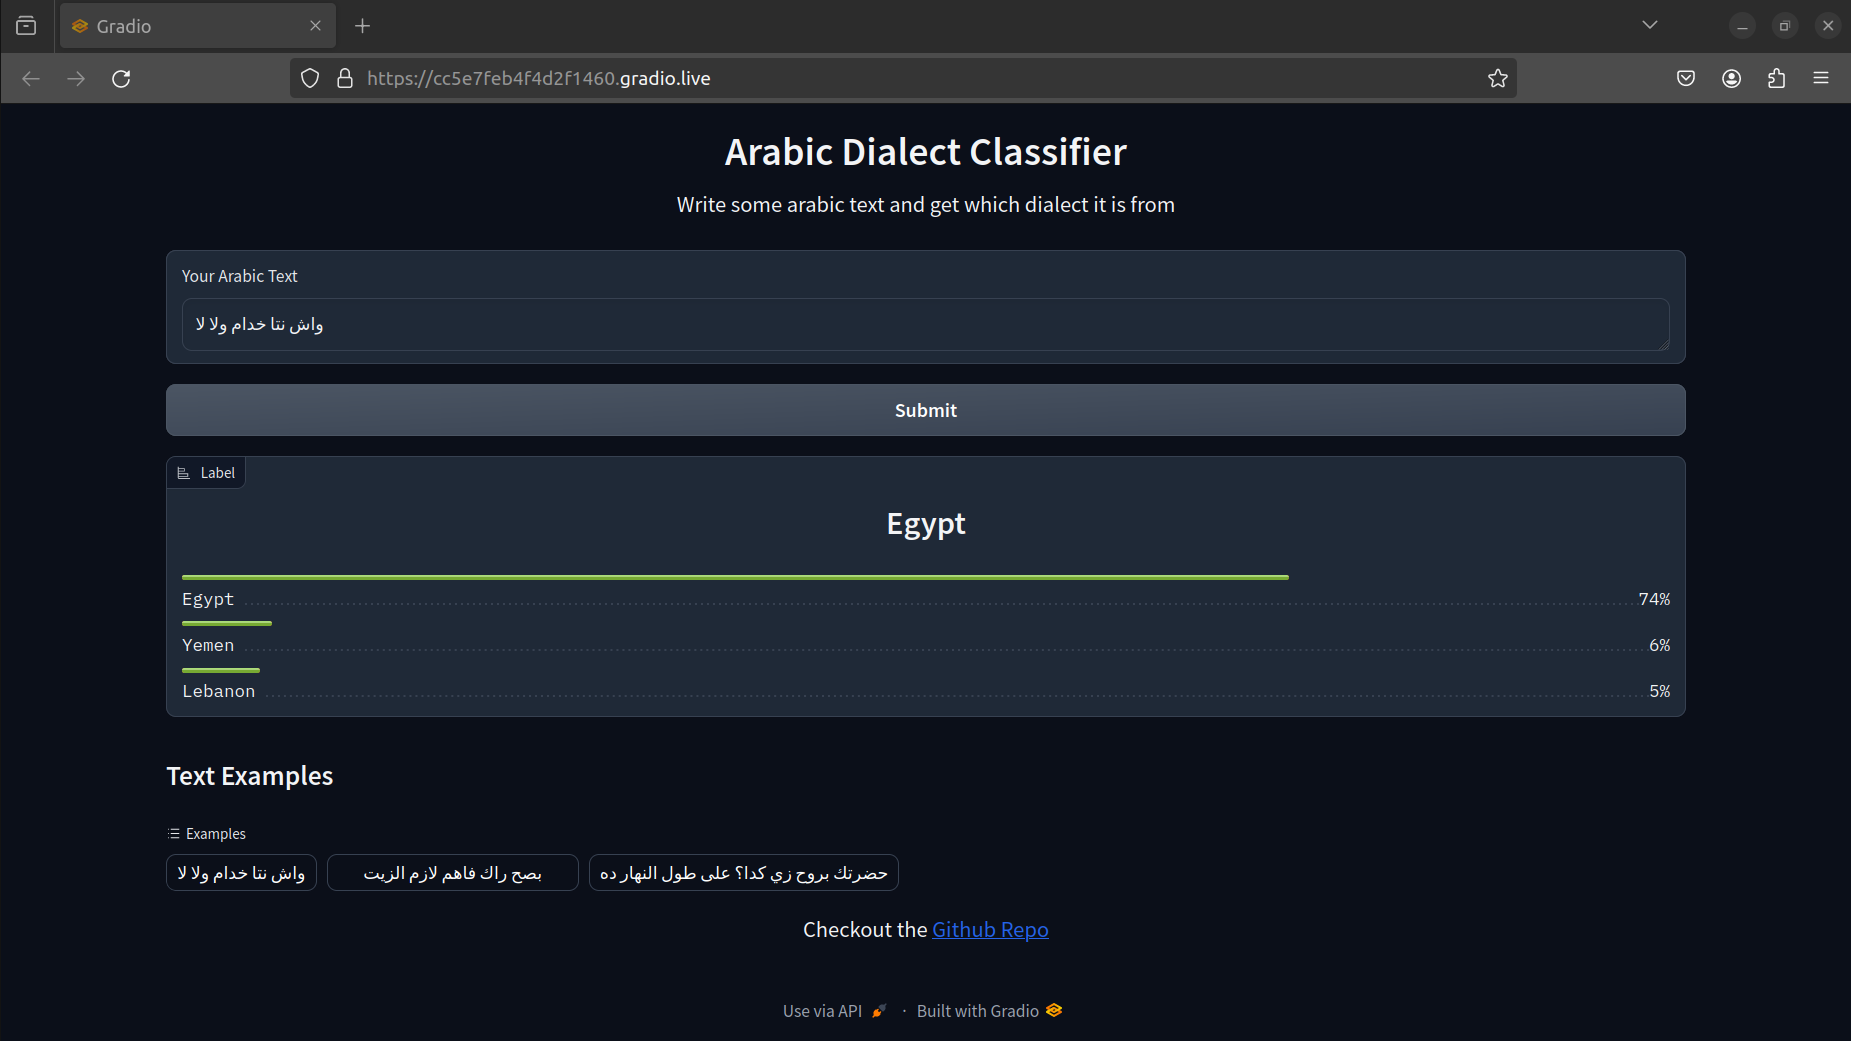 Gradio
https://cc5e7feb4f4d2f1460.gradio.live
Arabic Dialect Classifier
Write some arabic text and get which dialect it is from
Your Arabic Text
واش نتا خدام ولا لا
Submit
Label
Egypt
Egypt 74%
Yemen 6%
Lebanon 5%
Text Examples
Examples
واش نتا خدام ولا لا
بصح راك فاهم لازم الزيت
حضرتك بروح زي كدا؟ على طول النهار ده
Checkout the Github Repo
Use via API · Built with Gradio